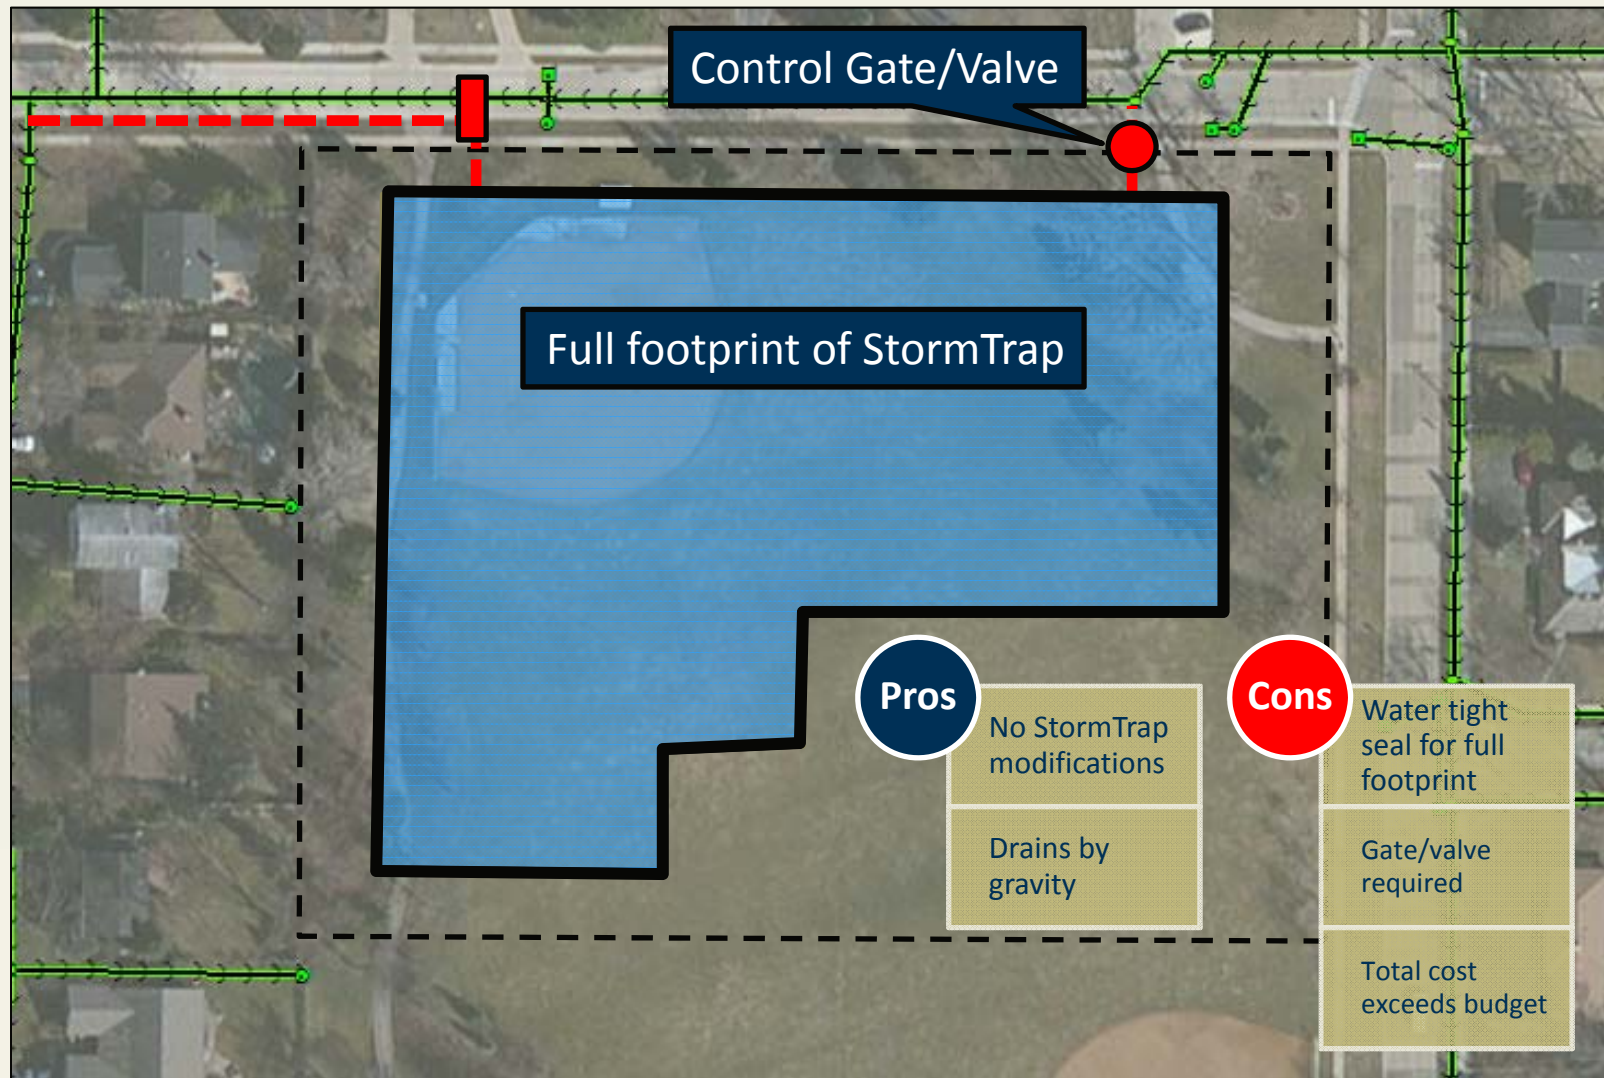 Control Gate/Valve
Full footprint of StormTrap
Pros
No StormTrap
modifications
Drains by
gravity
Cons
Water tight
seal for full
footprint
Gate/valve
required
Total cost
exceeds budget